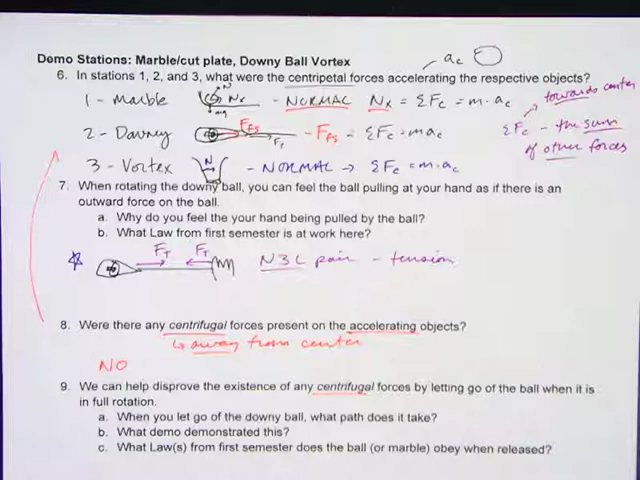 Demo Stations: Marble/cut plate, Downy Ball Vortex
ac
6. In stations 1, 2, and 3, what were the centripetal forces accelerating the respective objects?
1 - Marble N Nx mg - NORMAL Nx = ΣFc = m·ac
towards center
2 - Downy FFS FT - FFS - ΣFc = mac
ΣFc - the sum
of other forces
3 - Vortex N - NORMAL → ΣFc = m·ac
7. When rotating the downy ball, you can feel the ball pulling at your hand as if there is an
outward force on the ball.
a. Why do you feel the your hand being pulled by the ball?
b. What Law from first semester is at work here?
FT FT N3L pair - tension
8. Were there any centrifugal forces present on the accelerating objects?
↳ away from center
NO
9. We can help disprove the existence of any centrifugal forces by letting go of the ball when it is
in full rotation.
a. When you let go of the downy ball, what path does it take?
b. What demo demonstrated this?
c. What Law(s) from first semester does the ball (or marble) obey when released?